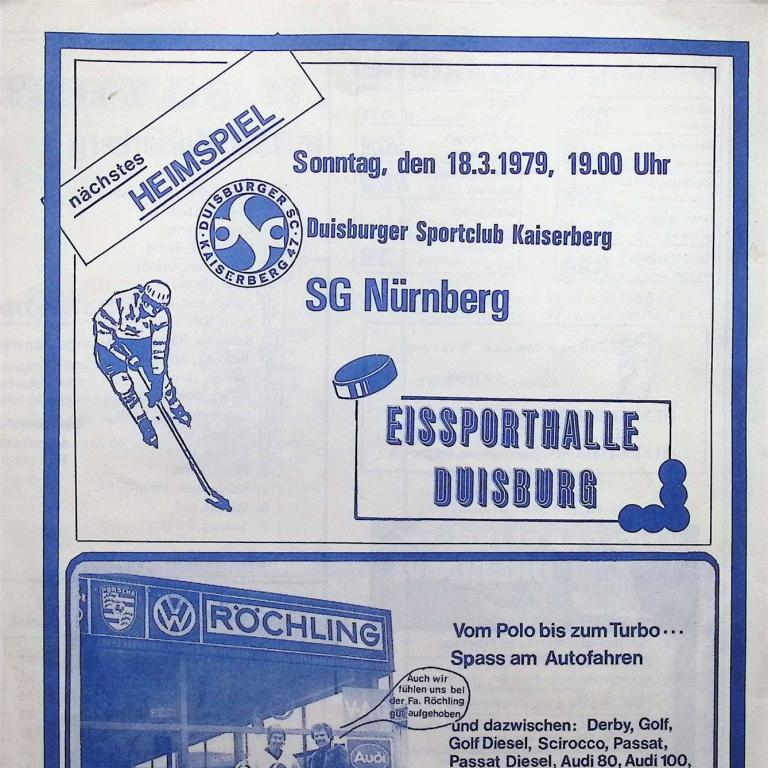 nächstes
HEIMSPIEL
Sonntag, den 18.3.1979, 19.00 Uhr
· DUISBURGER SC · KAISERBERG 47
Duisburger Sportclub Kaiserberg
SG Nürnberg
EISSPORTHALLE
DUISBURG
PORSCHE
VW
RÖCHLING
Vom Polo bis zum Turbo...
Spass am Autofahren
Auch wir
fühlen uns bei
der Fa. Röchling
gut aufgehoben
V·A
Audi
und dazwischen: Derby, Golf,
Golf Diesel, Scirocco, Passat,
Passat Diesel, Audi 80, Audi 100,